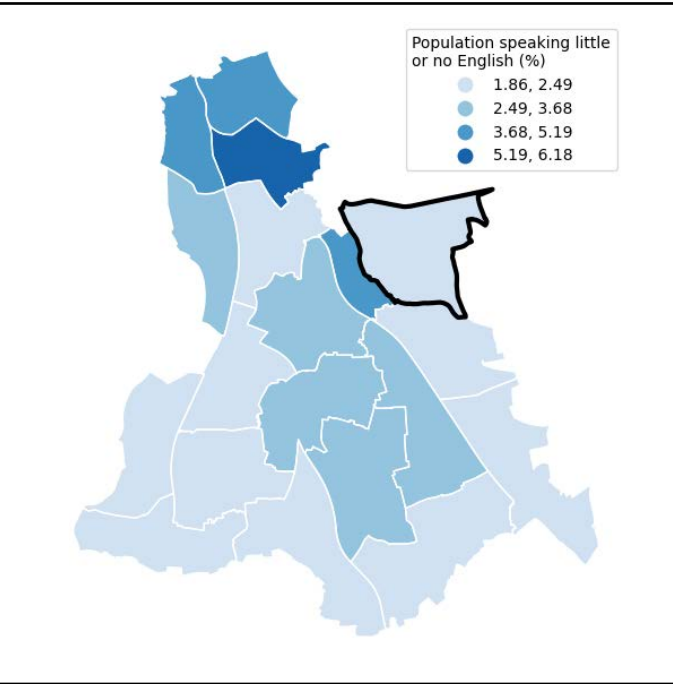 Population speaking little
or no English (%)
1.86, 2.49
2.49, 3.68
3.68, 5.19
5.19, 6.18